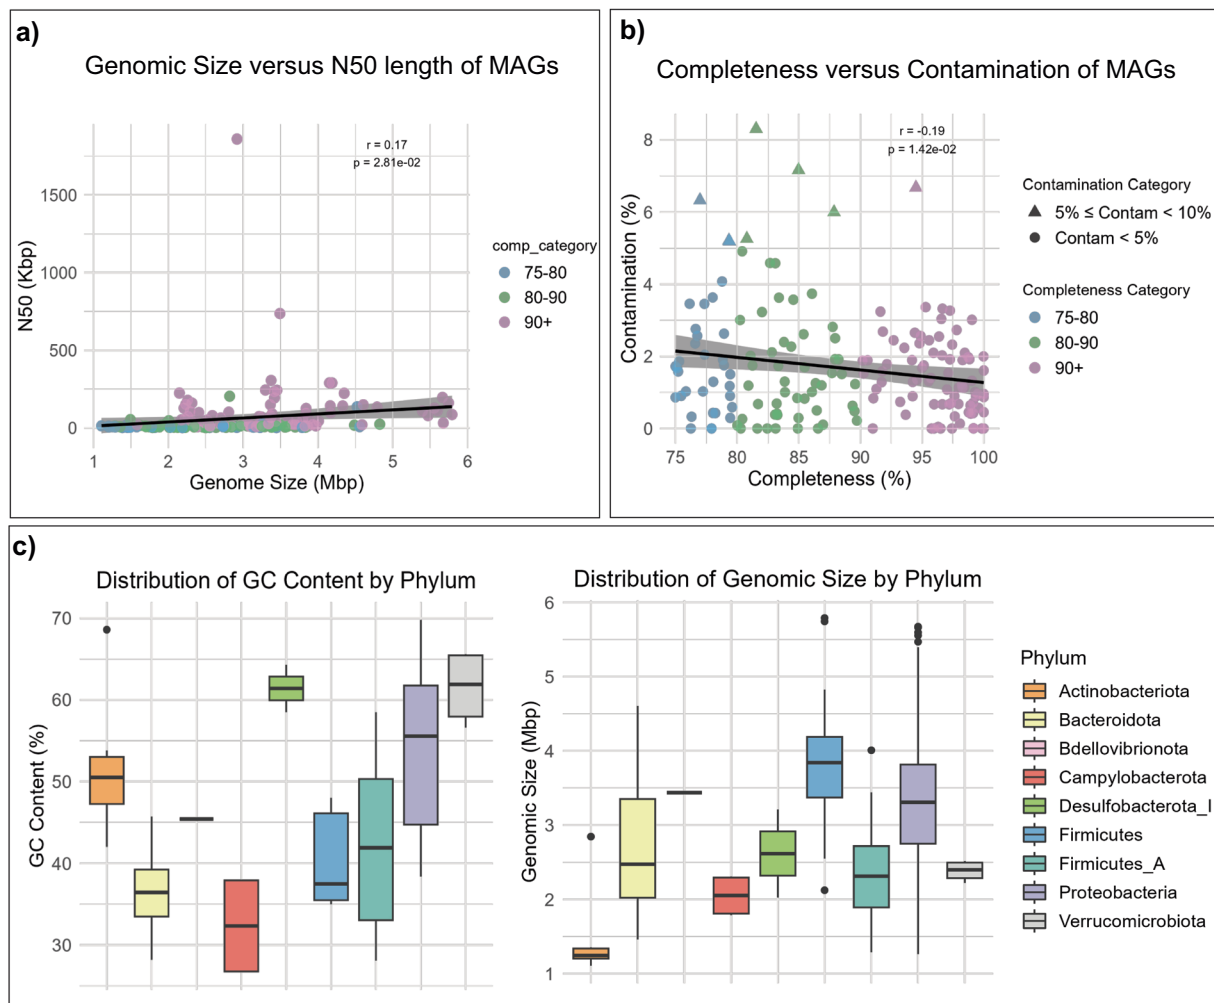 a)
Genomic Size versus N50 length of MAGs
r = 0.17
p = 2.81e-02
N50 (Kbp)
1500
1000
500
0
1 2 3 4 5 6
Genome Size (Mbp)
comp_category
75-80
80-90
90+
b)
Completeness versus Contamination of MAGs
r = -0.19
p = 1.42e-02
Contamination (%)
8
6
4
2
0
75 80 85 90 95 100
Completeness (%)
Contamination Category
5% ≤ Contam < 10%
Contam < 5%
Completeness Category
75-80
80-90
90+
c)
Distribution of GC Content by Phylum
GC Content (%)
70
60
50
40
30
Distribution of Genomic Size by Phylum
Genomic Size (Mbp)
6
5
4
3
2
1
Phylum
Actinobacteriota
Bacteroidota
Bdellovibrionota
Campylobacterota
Desulfobacterota_I
Firmicutes
Firmicutes_A
Proteobacteria
Verrucomicrobiota